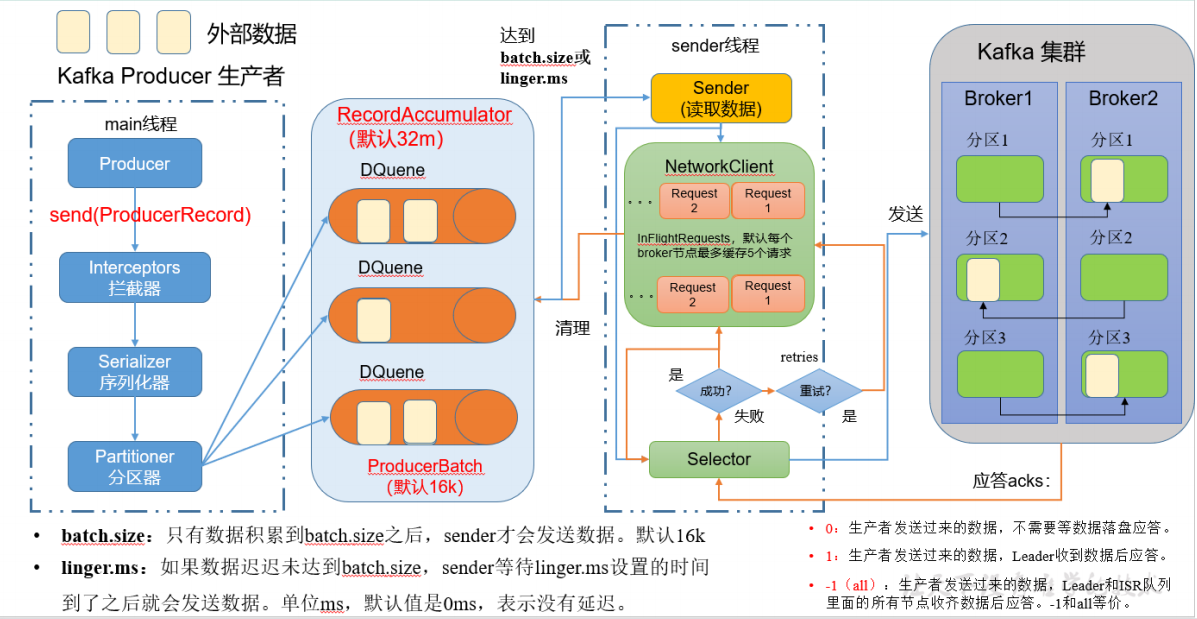 外部数据
Kafka Producer 生产者
main线程
Producer
send(ProducerRecord)
Interceptors
拦截器
Serializer
序列化器
Partitioner
分区器
RecordAccumulator
(默认32m)
DQuene
DQuene
DQuene
ProducerBatch
(默认16k)
达到
batch.size或
linger.ms
sender线程
Sender
(读取数据)
NetworkClient
Request
2
Request
1
InFlightRequests，默认每个
broker节点最多缓存5个请求
Request
2
Request
1
清理
retries
是
成功？
重试？
失败
是
Selector
发送
Kafka 集群
Broker1
Broker2
分区1
分区1
分区2
分区2
分区3
分区3
应答acks：
• batch.size：只有数据积累到batch.size之后，sender才会发送数据。默认16k
• linger.ms：如果数据迟迟未达到batch.size，sender等待linger.ms设置的时间
到了之后就会发送数据。单位ms，默认值是0ms，表示没有延迟。
• 0：生产者发送过来的数据，不需要等数据落盘应答。
• 1：生产者发送过来的数据，Leader收到数据后应答。
• -1（all）：生产者发送过来的数据，Leader和ISR队列
里面的所有节点收齐数据后应答。-1和all等价。